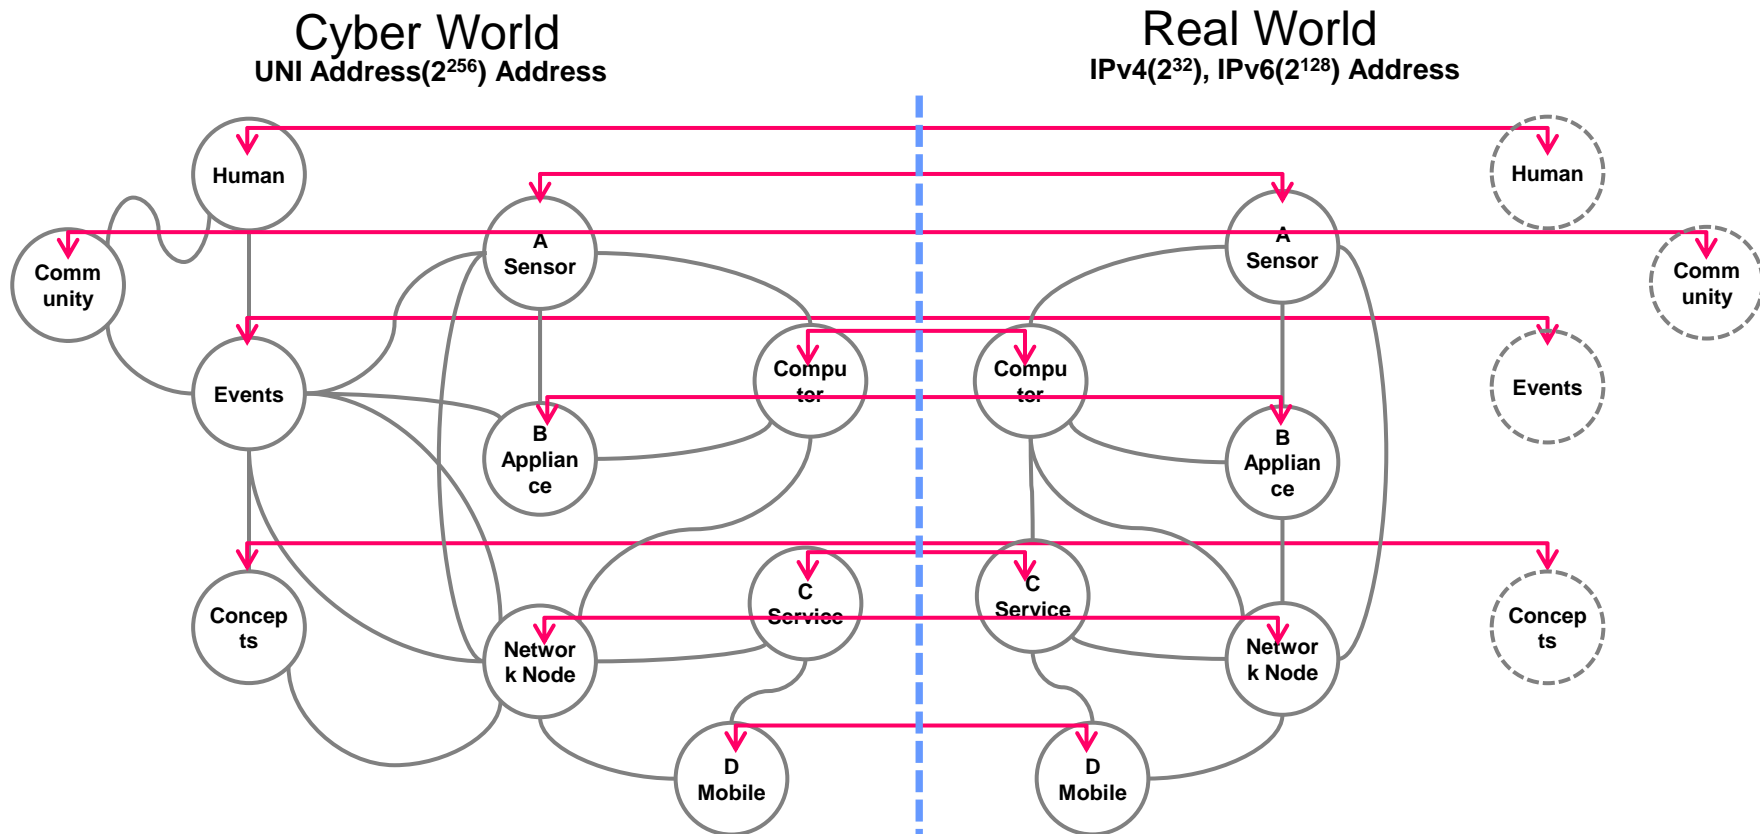 Cyber World
UNI Address(2²⁵⁶) Address
Real World
IPv4(2³²), IPv6(2¹²⁸) Address
Human
Comm
unity
A
Sensor
Events
Compu
ter
B
Applian
ce
Concep
ts
C
Service
Networ
k Node
D
Mobile
Human
A
Sensor
Comm
unity
Compu
ter
Events
B
Applian
ce
C
Service
Concep
ts
Networ
k Node
D
Mobile